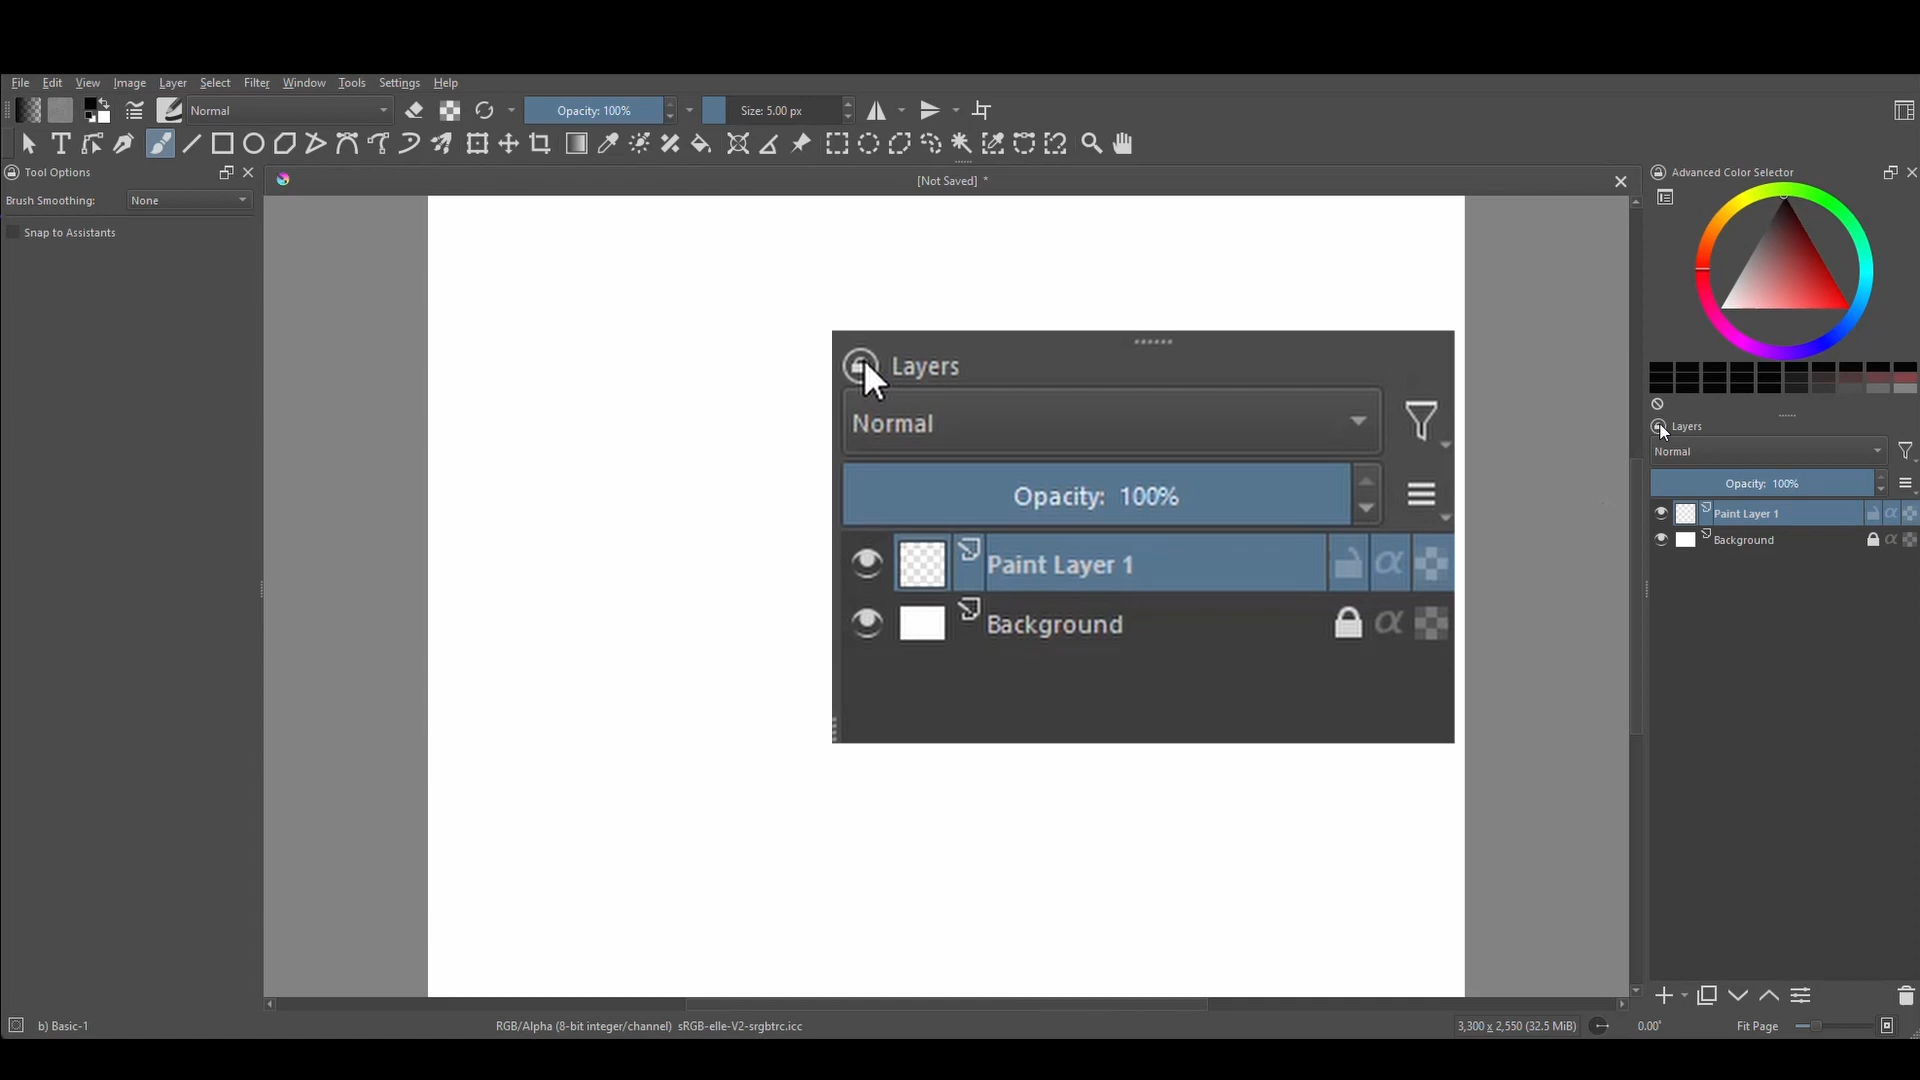 File Edit View Image Layer Select Filter Window Tools Settings Help
Normal Opacity: 100% Size: 5.00 px
Tool Options
[Not Saved] *
Advanced Color Selector
Brush Smoothing: None
Snap to Assistants
Layers
Normal
Opacity: 100%
Paint Layer 1
Background
Layers
Normal
Opacity: 100%
Paint Layer 1
Background
b) Basic-1
RGB/Alpha (8-bit integer/channel) sRGB-elle-V2-srgbtrc.icc
3,300 x 2,550 (32.5 MiB)
0.00°
Fit Page